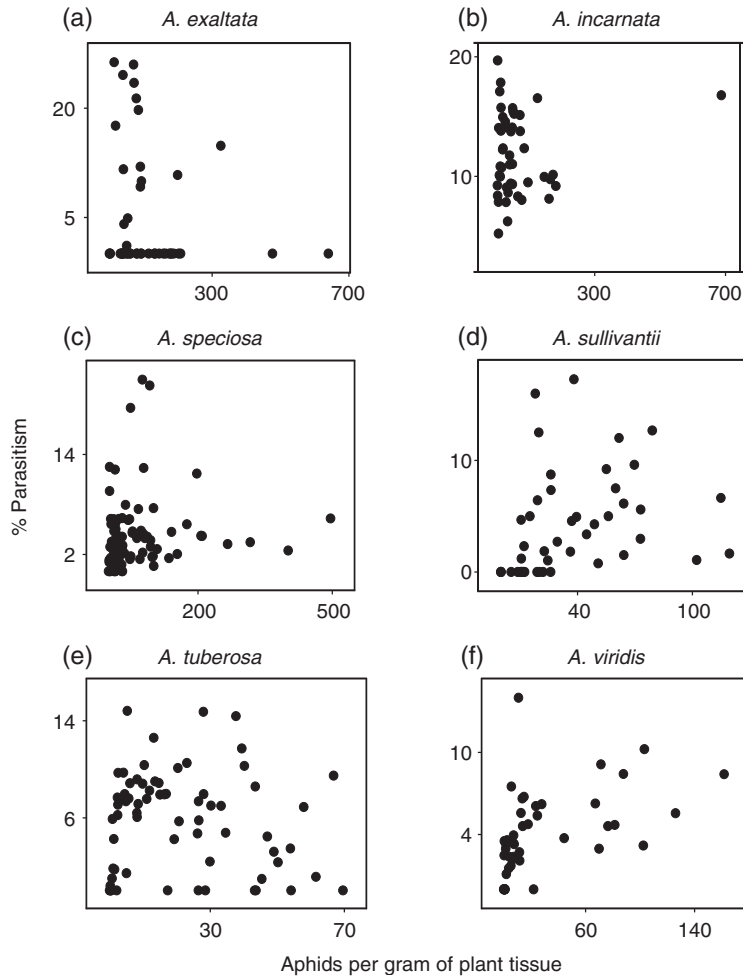 (a) A. exaltata
20
5
300 700
(b) A. incarnata
20
10
300 700
(c) A. speciosa
14
2
200 500
(d) A. sullivantii
10
0
40 100
(e) A. tuberosa
14
6
30 70
(f) A. viridis
10
4
60 140
% Parasitism
Aphids per gram of plant tissue